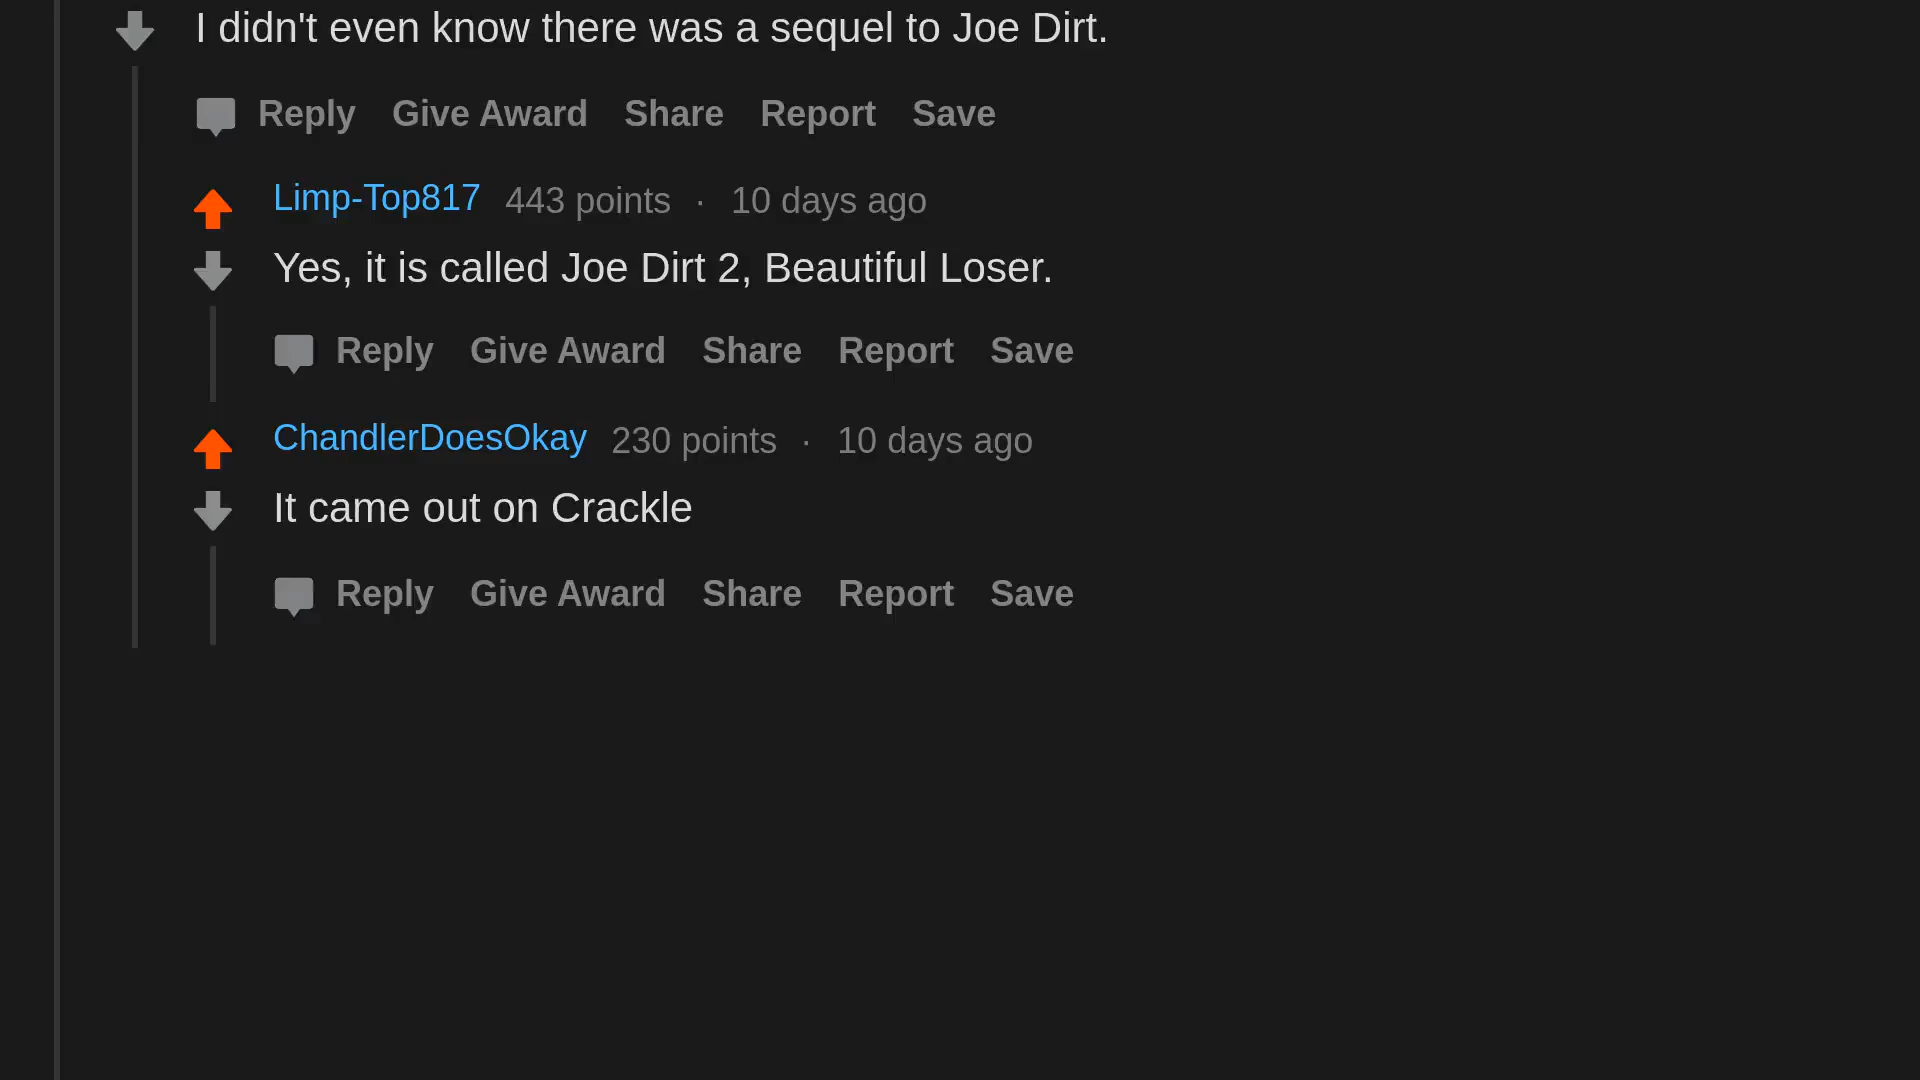 I didn't even know there was a sequel to Joe Dirt.
Reply Give Award Share Report Save
Limp-Top817 443 points · 10 days ago
Yes, it is called Joe Dirt 2, Beautiful Loser.
Reply Give Award Share Report Save
ChandlerDoesOkay 230 points · 10 days ago
It came out on Crackle
Reply Give Award Share Report Save